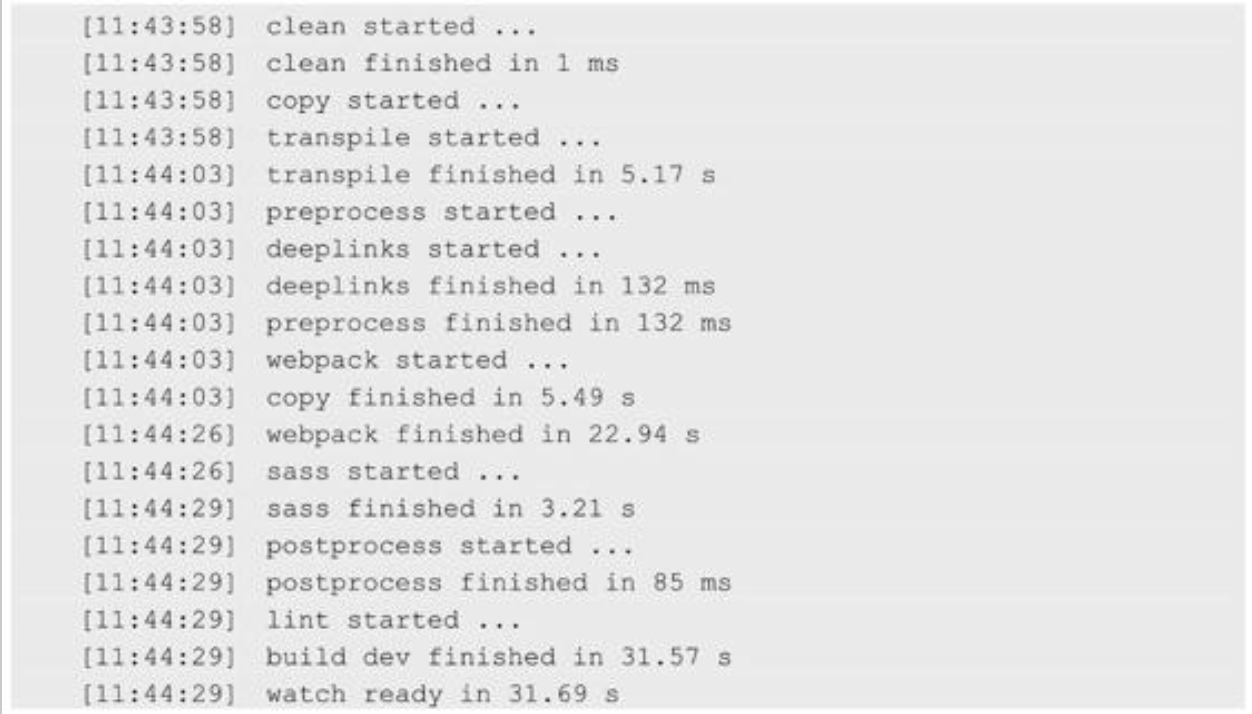 [11:43:58] clean started ...
[11:43:58] clean finished in 1 ms
[11:43:58] copy started ...
[11:43:58] transpile started ...
[11:44:03] transpile finished in 5.17 s
[11:44:03] preprocess started ...
[11:44:03] deeplinks started ...
[11:44:03] deeplinks finished in 132 ms
[11:44:03] preprocess finished in 132 ms
[11:44:03] webpack started ...
[11:44:03] copy finished in 5.49 s
[11:44:26] webpack finished in 22.94 s
[11:44:26] sass started ...
[11:44:29] sass finished in 3.21 s
[11:44:29] postprocess started ...
[11:44:29] postprocess finished in 85 ms
[11:44:29] lint started ...
[11:44:29] build dev finished in 31.57 s
[11:44:29] watch ready in 31.69 s